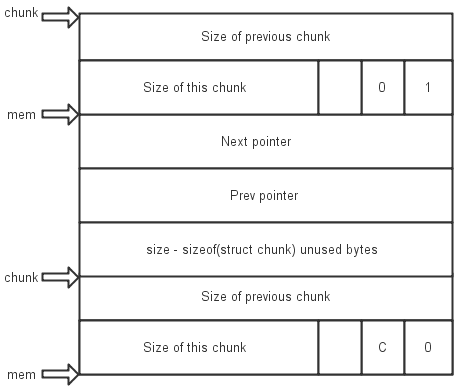 chunk
Size of previous chunk
Size of this chunk 0 1
mem
Next pointer
Prev pointer
size - sizeof(struct chunk) unused bytes
chunk
Size of previous chunk
Size of this chunk C 0
mem